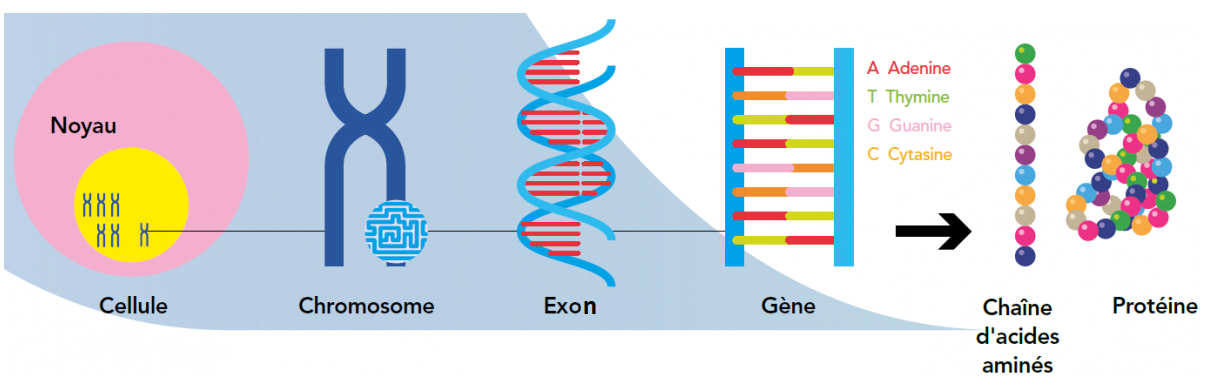 Noyau
A Adenine
T Thymine
G Guanine
C Cytasine
Cellule
Chromosome
Exon
Gène
Chaîne
d'acides
aminés
Protéine